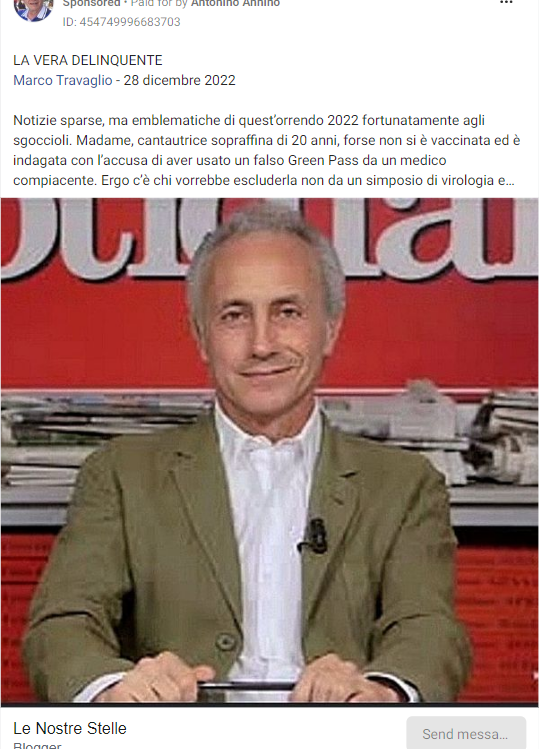 Sponsored • Paid for by Antonino Annino
ID: 454749996683703
LA VERA DELINQUENTE
Marco Travaglio - 28 dicembre 2022
Notizie sparse, ma emblematiche di quest'orrendo 2022 fortunatamente agli
sgoccioli. Madame, cantautrice sopraffina di 20 anni, forse non si è vaccinata ed è
indagata con l'accusa di aver usato un falso Green Pass da un medico
compiacente. Ergo c'è chi vorrebbe escluderla non da un simposio di virologia e...
Le Nostre Stelle
Blogger
Send messa...